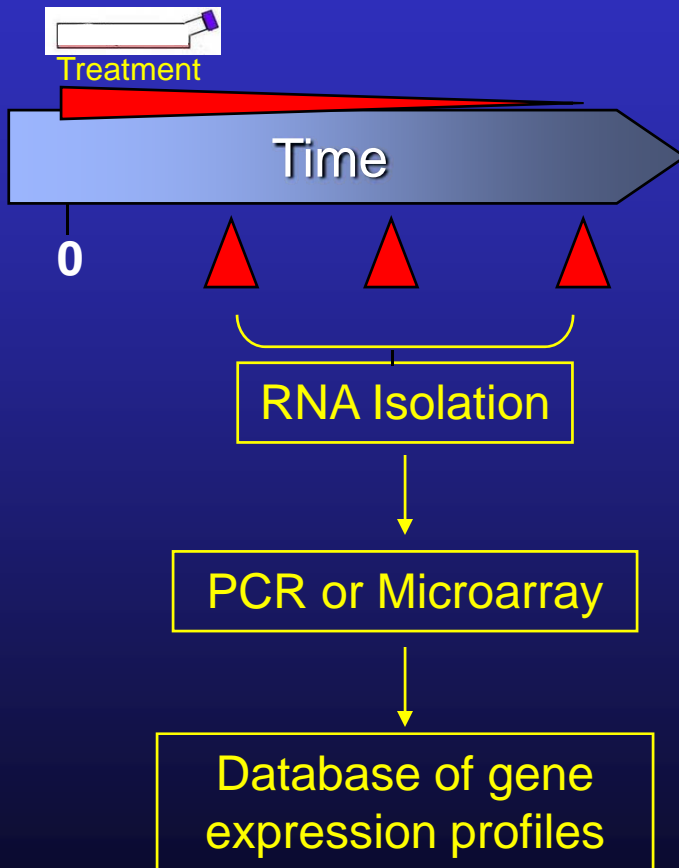 Treatment
Time
0
RNA Isolation
PCR or Microarray
Database of gene
expression profiles